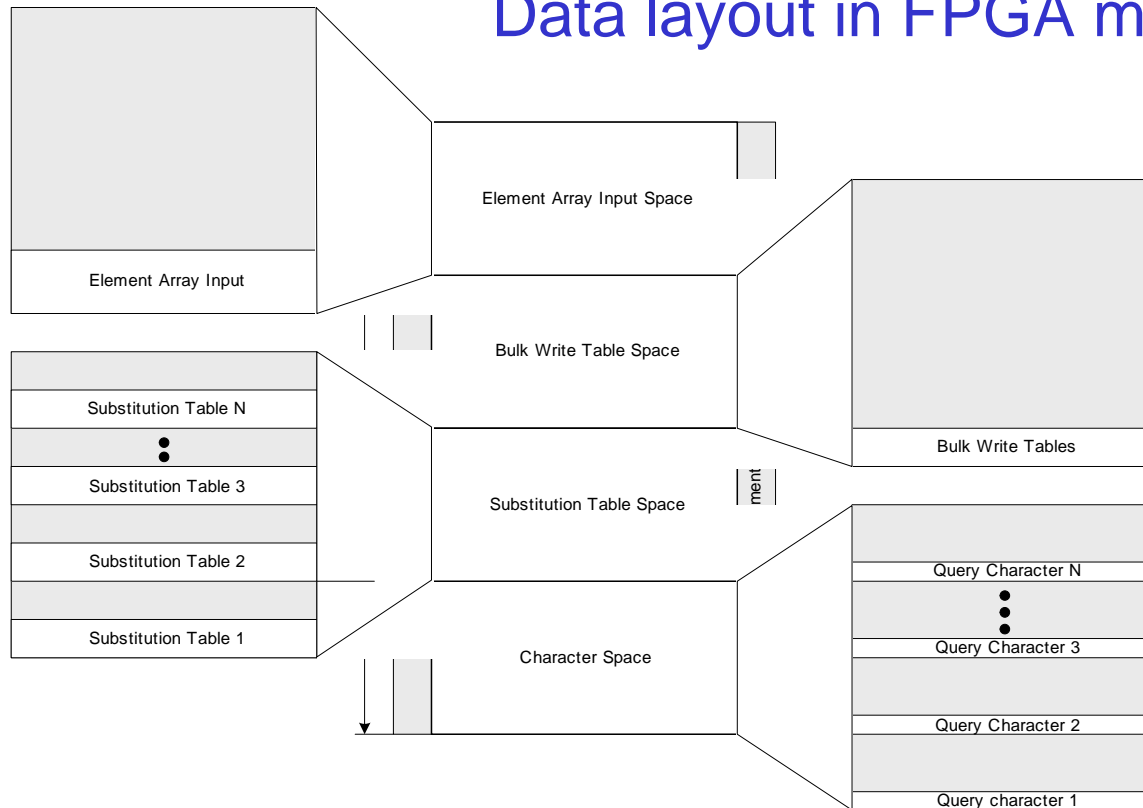 Data layout in FPGA m
Element Array Input
Substitution Table N
Substitution Table 3
Substitution Table 2
Substitution Table 1
Element Array Input Space
Bulk Write Table Space
Substitution Table Space
Character Space
ment
Bulk Write Tables
Query Character N
Query Character 3
Query Character 2
Query character 1